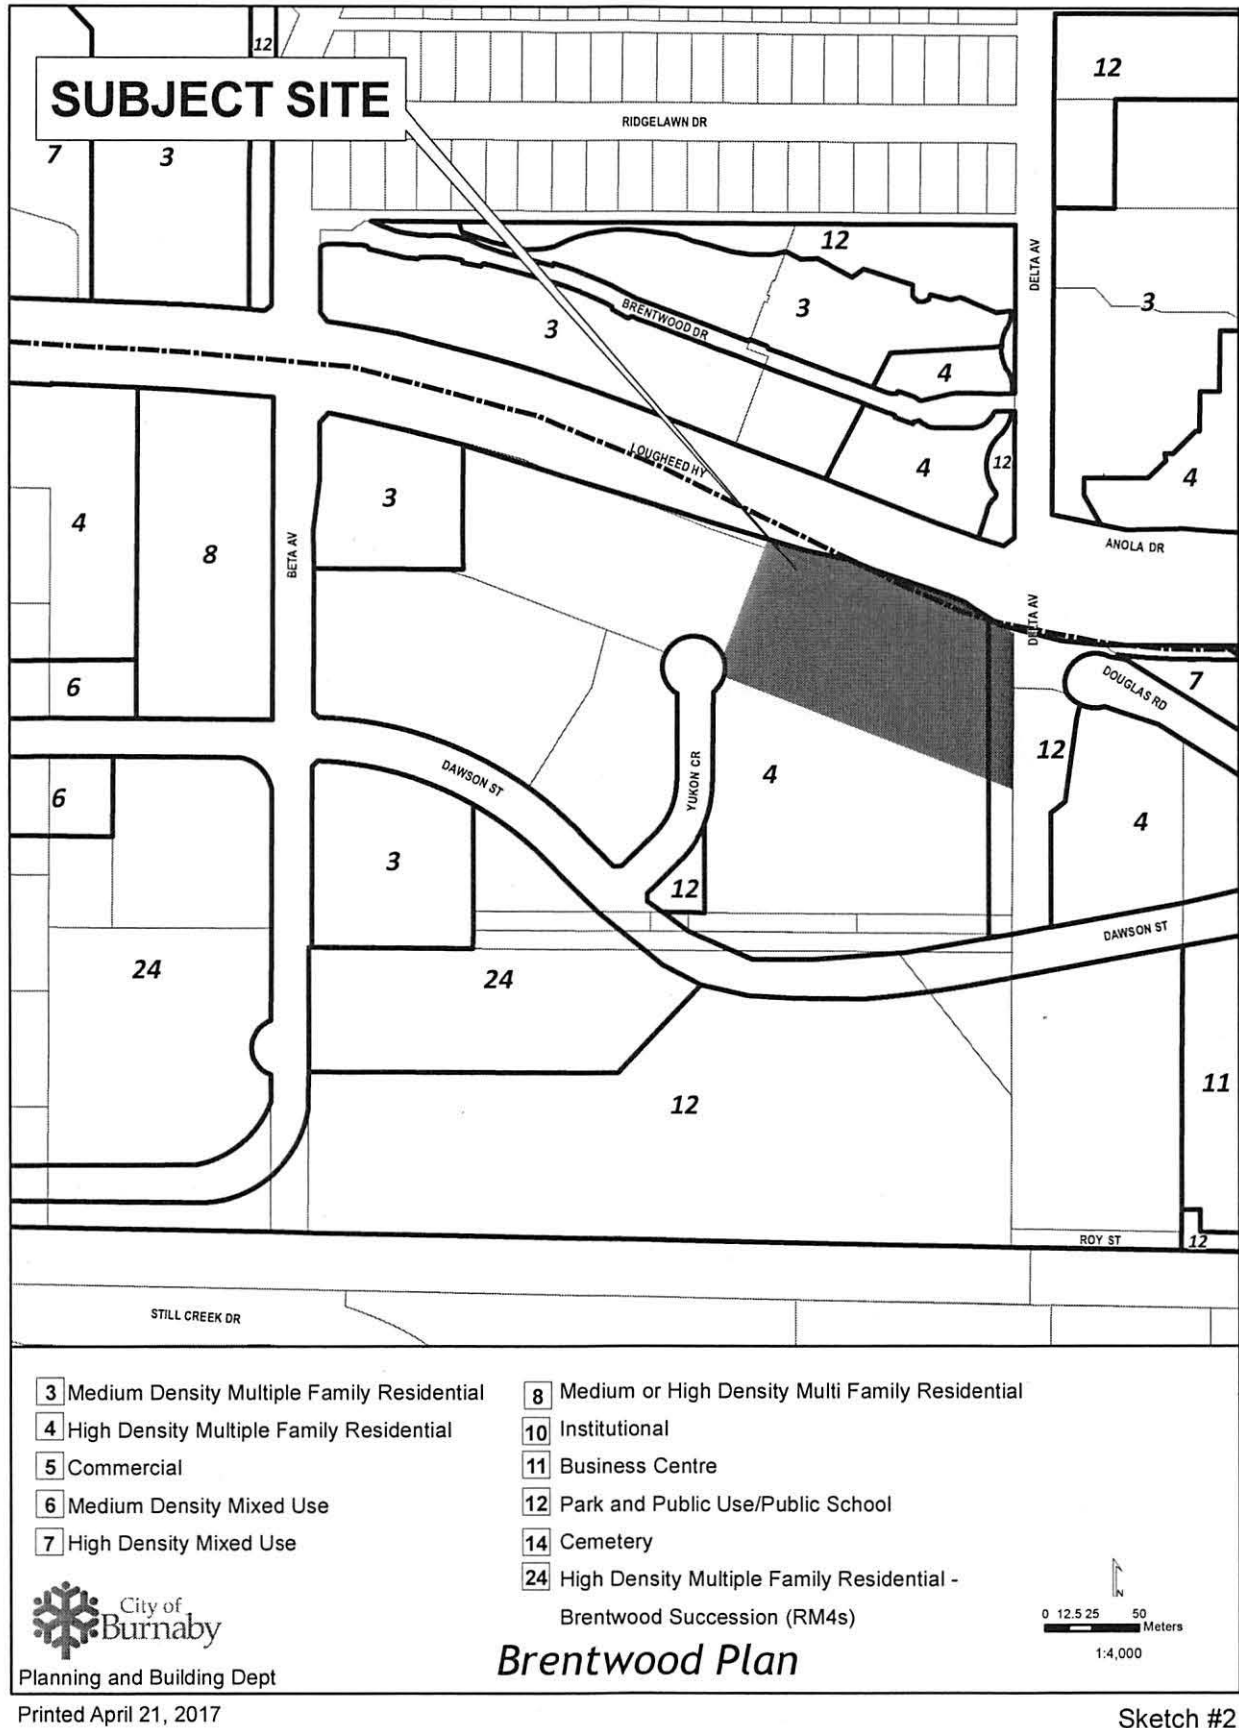 12
12
SUBJECT SITE
RIDGELAWN DR
7
3
12
DELTA AV
3
BRENTWOOD DR
3
3
4
LOUGHEED HY
4
12
3
4
4
8
BETA AV
ANOLA DR
DELTA AV
6
DOUGLAS RD
7
12
DAWSON ST
YUKON CR
4
6
4
3
12
DAWSON ST
24
24
12
11
ROY ST
12
STILL CREEK DR
3 Medium Density Multiple Family Residential
4 High Density Multiple Family Residential
5 Commercial
6 Medium Density Mixed Use
7 High Density Mixed Use
8 Medium or High Density Multi Family Residential
10 Institutional
11 Business Centre
12 Park and Public Use/Public School
14 Cemetery
24 High Density Multiple Family Residential -
Brentwood Succession (RM4s)
City of
Burnaby
Planning and Building Dept
Brentwood Plan
N
0 12.5 25 50
Meters
1:4,000
Printed April 21, 2017
Sketch #2